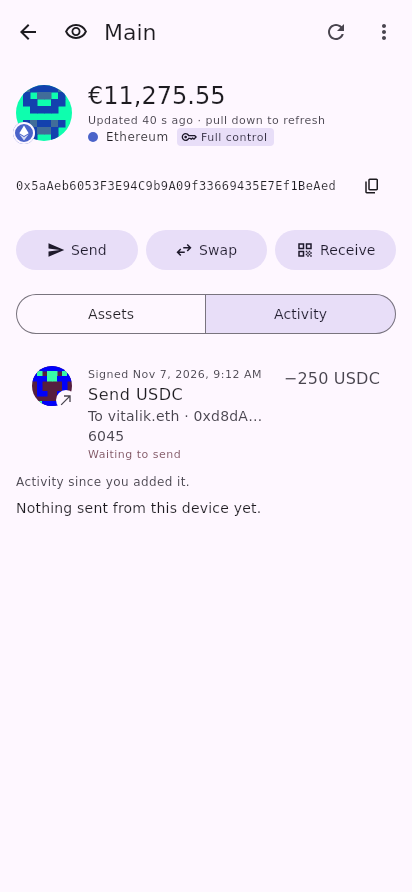 Main
€11,275.55
Updated 40 s ago · pull down to refresh
Ethereum Full control
0x5aAeb6053F3E94C9b9A09f33669435E7Ef1BeAed
Send Swap Receive
Assets Activity
Signed Nov 7, 2026, 9:12 AM
Send USDC −250 USDC
To vitalik.eth · 0xd8dA…
6045
Waiting to send
Activity since you added it.
Nothing sent from this device yet.